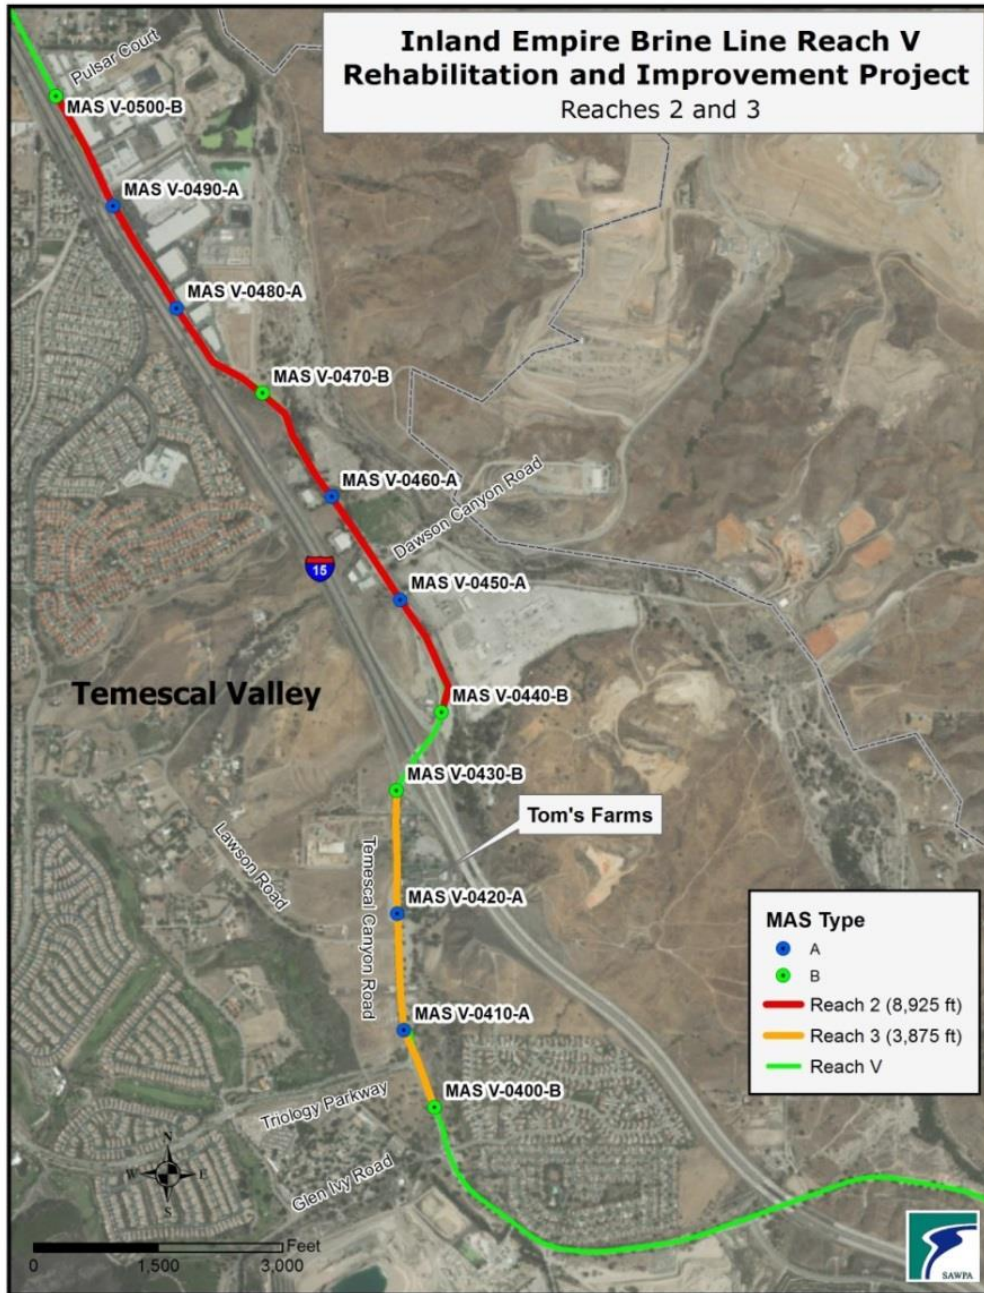 Inland Empire Brine Line Reach V
Rehabilitation and Improvement Project
Reaches 2 and 3
Pulsar Court
MAS V-0500-B
MAS V-0490-A
MAS V-0480-A
MAS V-0470-B
MAS V-0460-A
Dawson Canyon Road
15
MAS V-0450-A
Temescal Valley
MAS V-0440-B
MAS V-0430-B
Tom's Farms
Lawson Road
Temescal Canyon Road
MAS V-0420-A
MAS V-0410-A
MAS V-0400-B
Triology Parkway
Glen Ivy Road
MAS Type
A
B
Reach 2 (8,925 ft)
Reach 3 (3,875 ft)
Reach V
N
W E
S
Feet
0 1,500 3,000
SAWPA